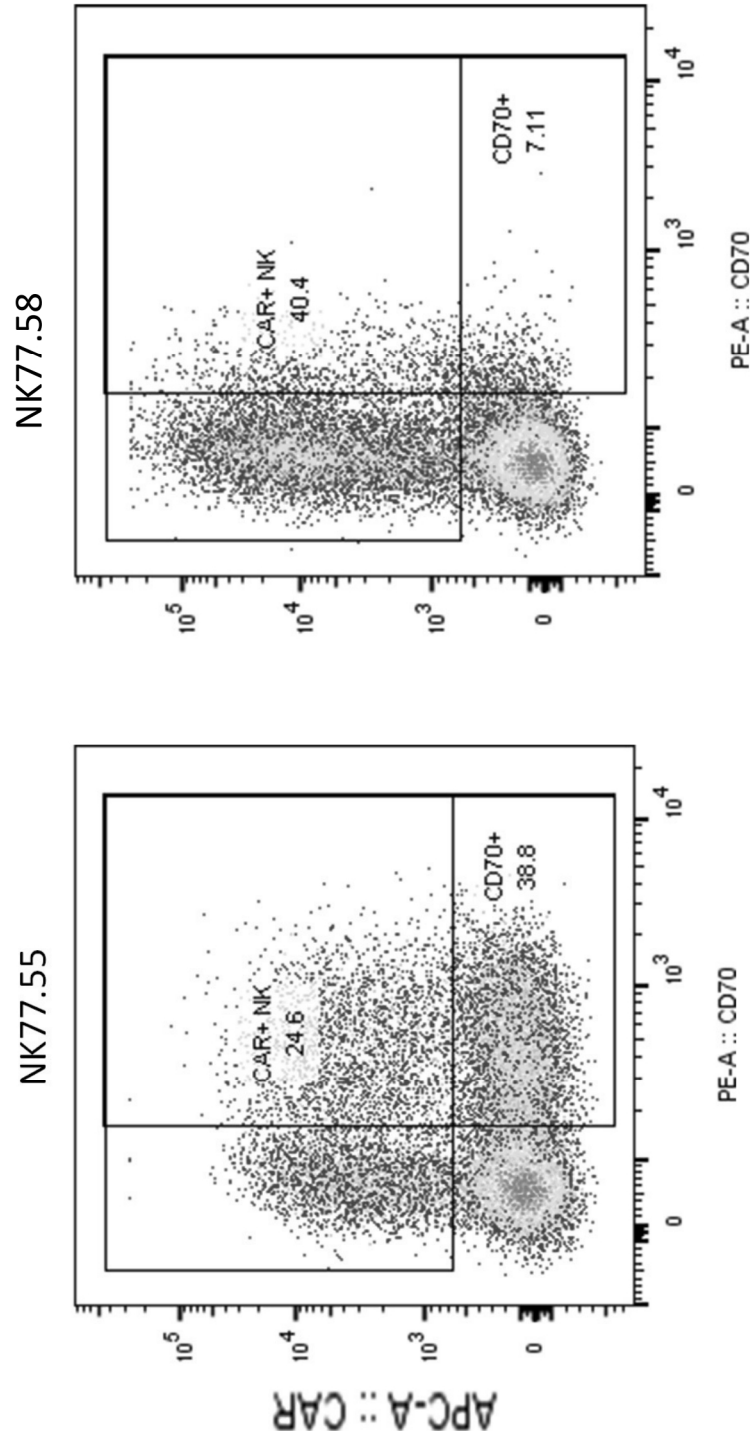 NK77.55
CAR+ NK
24.6
CD70+
38.8
10^5
10^4
10^3
0
0
10^3
10^4
APC-A :: CAR
PE-A :: CD70
NK77.58
CAR+ NK
40.4
CD70+
7.11
10^5
10^4
10^3
0
0
10^3
10^4
PE-A :: CD70